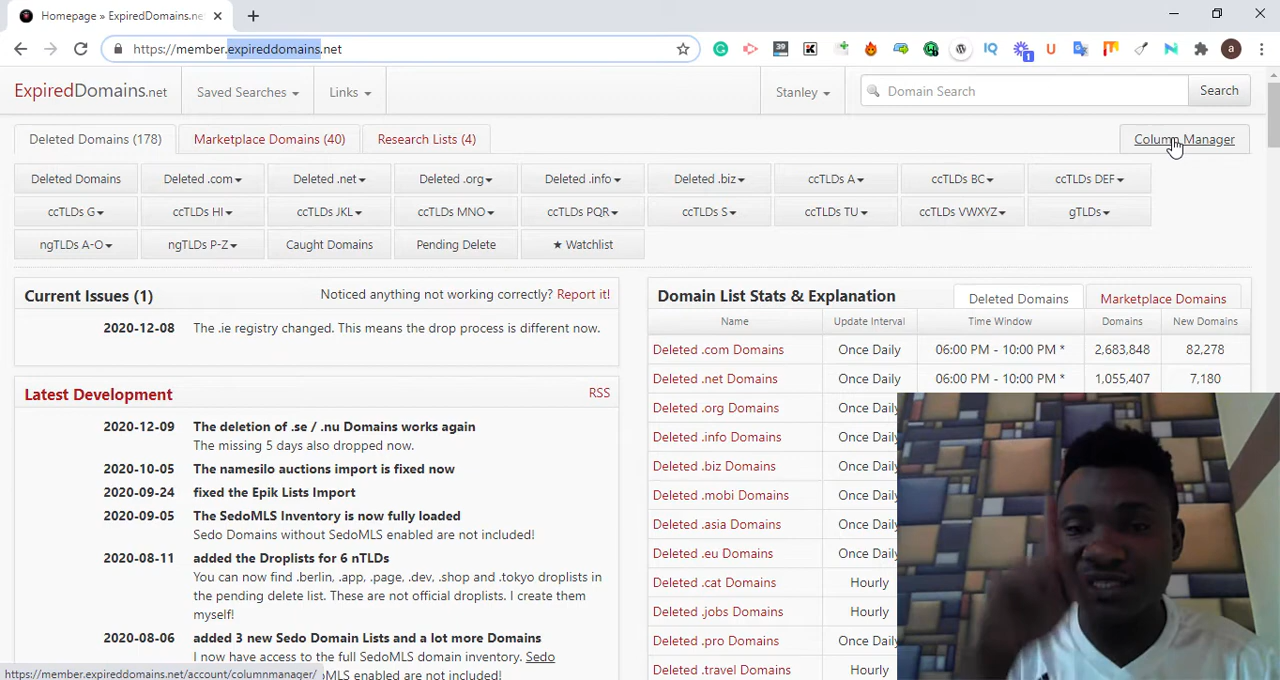 Homepage » ExpiredDomains.ne
https://member.expireddomains.net
39
IQ
1
U
a
ExpiredDomains.net
Saved Searches
Links
Stanley
Domain Search
Search
Deleted Domains (178)
Marketplace Domains (40)
Research Lists (4)
Column Manager
Deleted Domains
Deleted .com
Deleted .net
Deleted .org
Deleted .info
Deleted .biz
ccTLDs A
ccTLDs BC
ccTLDs DEF
ccTLDs G
ccTLDs HI
ccTLDs JKL
ccTLDs MNO
ccTLDs PQR
ccTLDs S
ccTLDs TU
ccTLDs VWXYZ
gTLDs
ngTLDs A-O
ngTLDs P-Z
Caught Domains
Pending Delete
★ Watchlist
Current Issues (1)
Noticed anything not working correctly? Report it!
2020-12-08 The .ie registry changed. This means the drop process is different now.
Latest Development
RSS
2020-12-09 The deletion of .se / .nu Domains works again
The missing 5 days also dropped now.
2020-10-05 The namesilo auctions import is fixed now
2020-09-24 fixed the Epik Lists Import
2020-09-05 The SedoMLS Inventory is now fully loaded
Sedo Domains without SedoMLS enabled are not included!
2020-08-11 added the Droplists for 6 nTLDs
You can now find .berlin, .app, .page, .dev, .shop and .tokyo droplists in
the pending delete list. These are not official droplists. I create them
myself!
2020-08-06 added 3 new Sedo Domain Lists and a lot more Domains
I now have access to the full SedoMLS domain inventory. Sedo
MLS enabled are not included!
Domain List Stats & Explanation
Deleted Domains
Marketplace Domains
Name Update Interval Time Window Domains New Domains
Deleted .com Domains Once Daily 06:00 PM - 10:00 PM * 2,683,848 82,278
Deleted .net Domains Once Daily 06:00 PM - 10:00 PM * 1,055,407 7,180
Deleted .org Domains Once Daily
Deleted .info Domains Once Daily
Deleted .biz Domains Once Daily
Deleted .mobi Domains Once Daily
Deleted .asia Domains Once Daily
Deleted .eu Domains Once Daily
Deleted .cat Domains Hourly
Deleted .jobs Domains Hourly
Deleted .pro Domains Once Daily
Deleted .travel Domains Hourly
https://member.expireddomains.net/account/columnmanager/